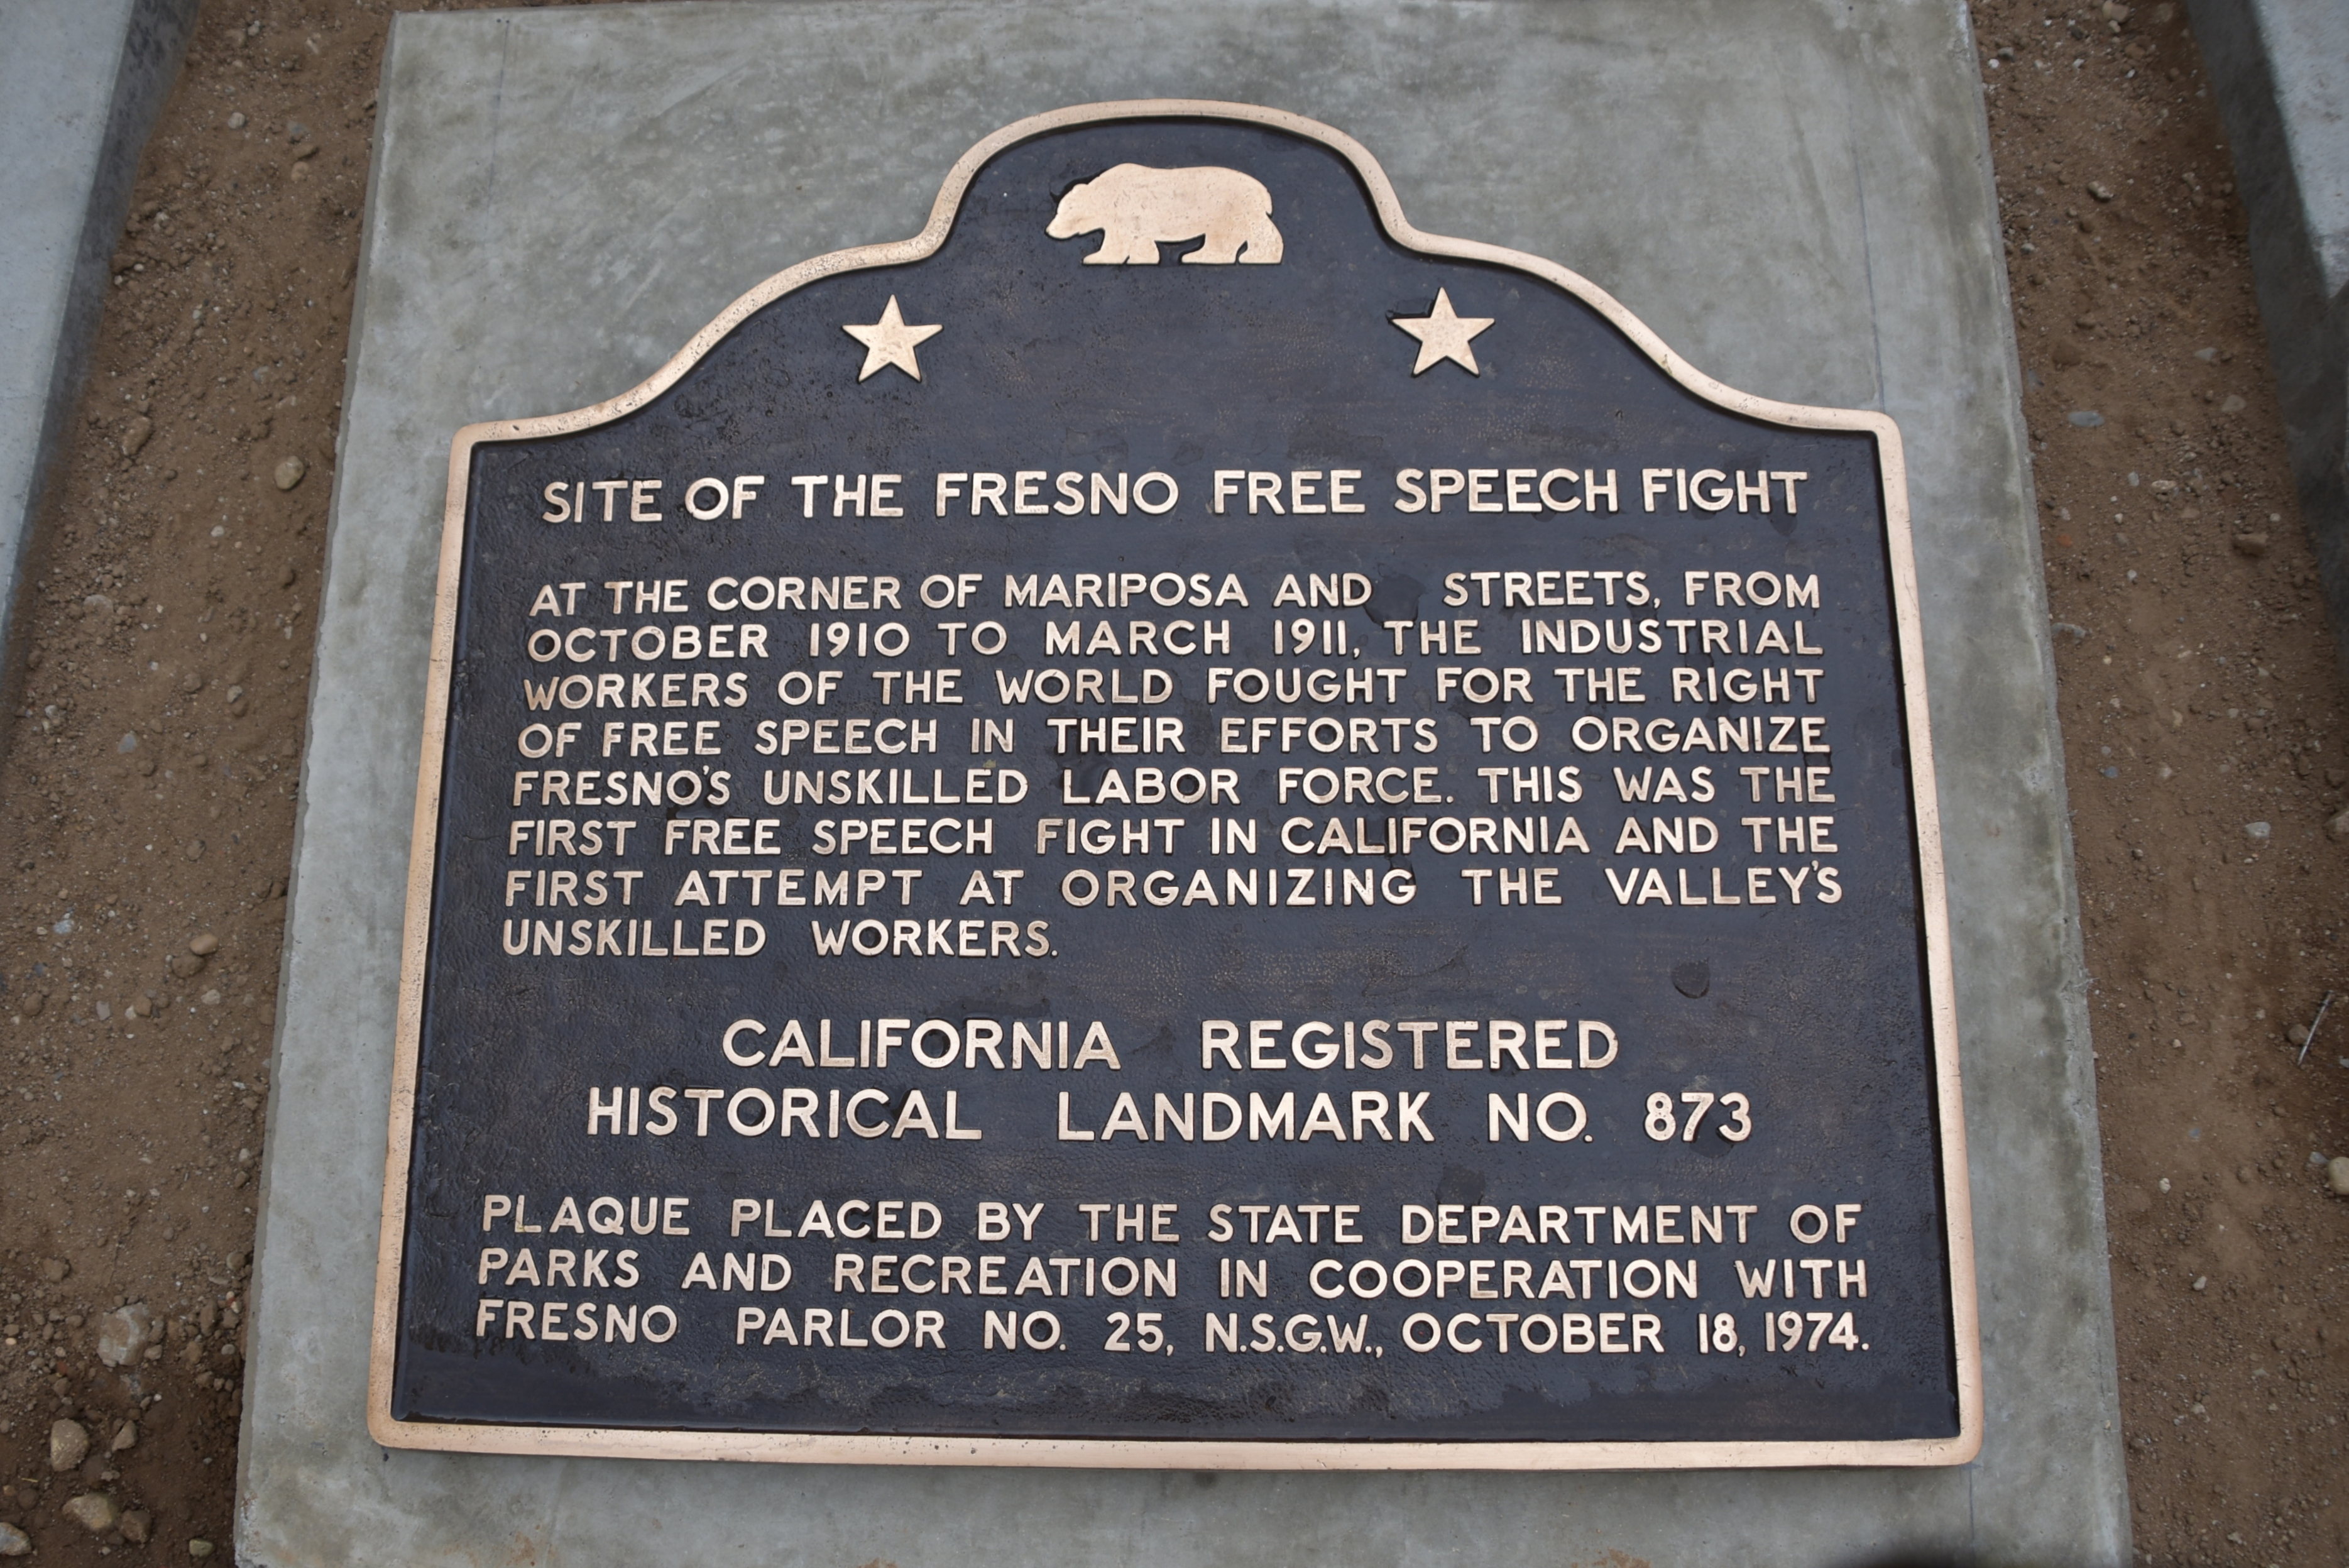 SITE OF THE FRESNO FREE SPEECH FIGHT
AT THE CORNER OF MARIPOSA AND STREETS, FROM
OCTOBER 1910 TO MARCH 1911, THE INDUSTRIAL
WORKERS OF THE WORLD FOUGHT FOR THE RIGHT
OF FREE SPEECH IN THEIR EFFORTS TO ORGANIZE
FRESNO'S UNSKILLED LABOR FORCE. THIS WAS THE
FIRST FREE SPEECH FIGHT IN CALIFORNIA AND THE
FIRST ATTEMPT AT ORGANIZING THE VALLEY'S
UNSKILLED WORKERS.
CALIFORNIA REGISTERED
HISTORICAL LANDMARK NO. 873
PLAQUE PLACED BY THE STATE DEPARTMENT OF
PARKS AND RECREATION IN COOPERATION WITH
FRESNO PARLOR NO. 25, N.S.G.W., OCTOBER 18, 1974.